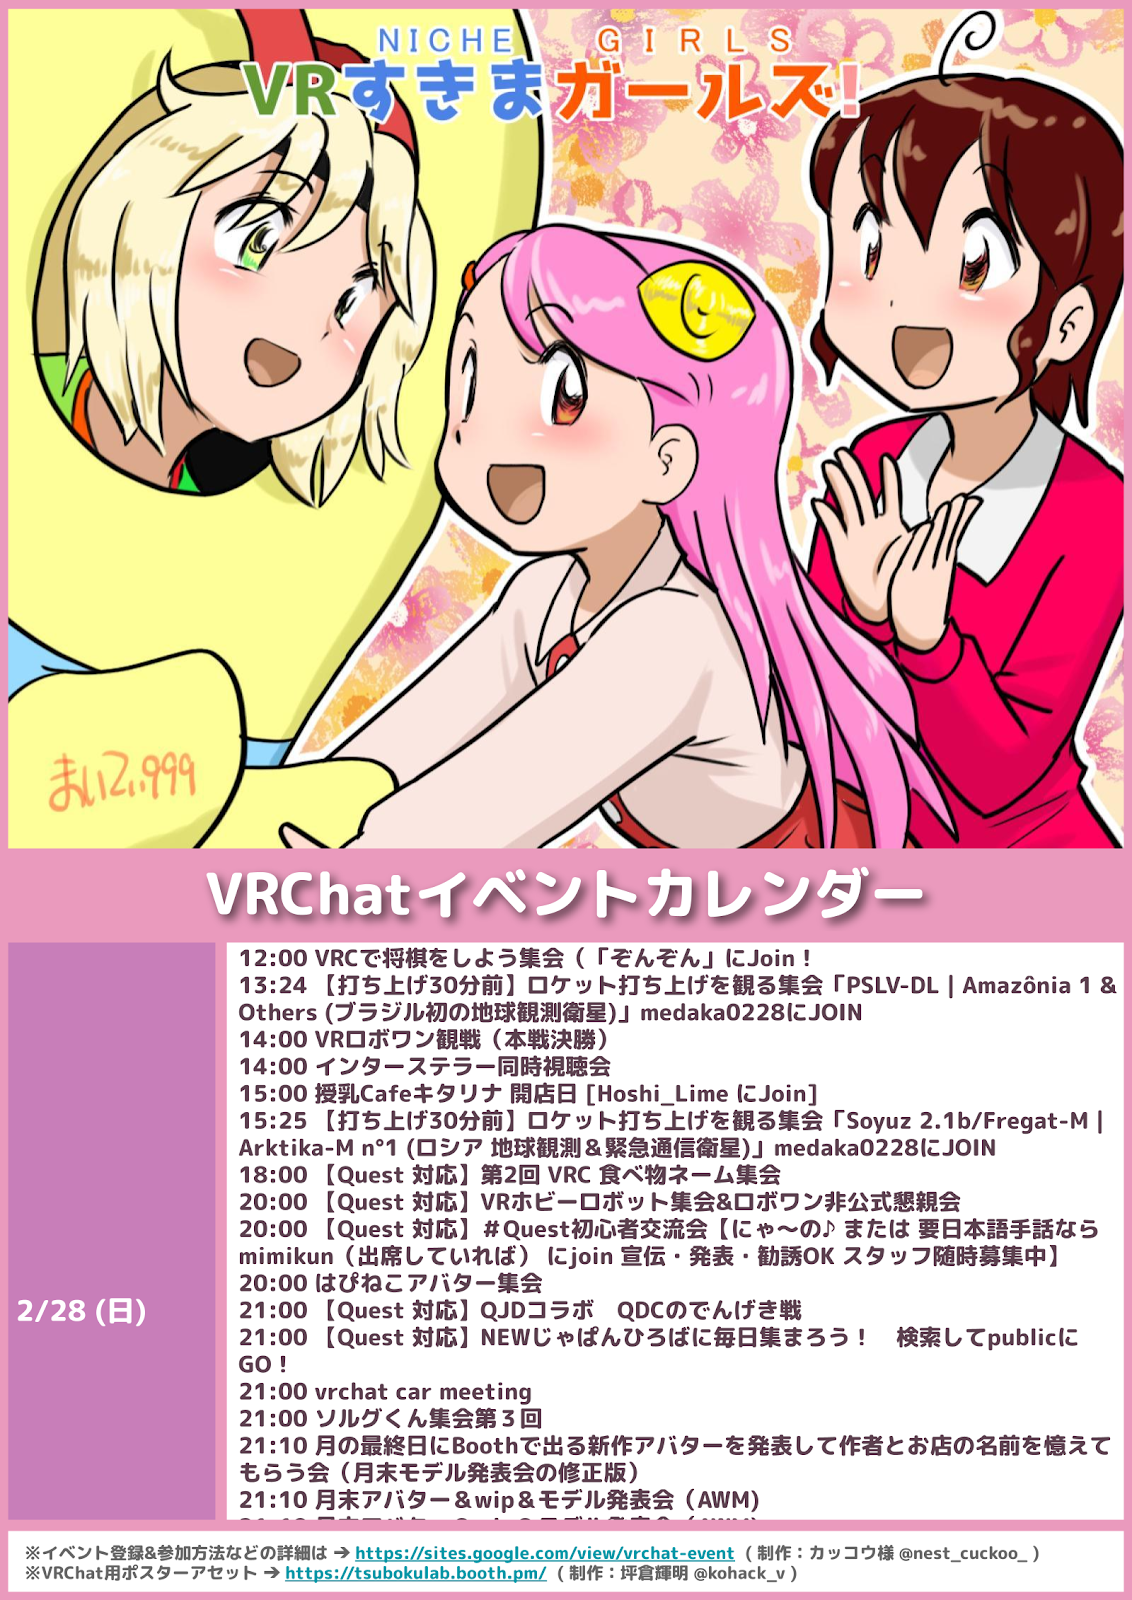 NICHE GIRLS
VRすきまガールズ!
まいてぃ999
VRChatイベントカレンダー
2/28 (日)
12:00 VRCで将棋をしよう集会（「ぞんぞん」にJoin！
13:24 【打ち上げ30分前】ロケット打ち上げを観る集会「PSLV-DL | Amazônia 1 &
Others (ブラジル初の地球観測衛星)」medaka0228にJOIN
14:00 VRロボワン観戦（本戦決勝）
14:00 インターステラー同時視聴会
15:00 授乳Cafeキタリナ 開店日 [Hoshi_Lime にJoin]
15:25 【打ち上げ30分前】ロケット打ち上げを観る集会「Soyuz 2.1b/Fregat-M |
Arktika-M n°1 (ロシア 地球観測＆緊急通信衛星)」medaka0228にJOIN
18:00 【Quest 対応】第2回 VRC 食べ物ネーム集会
20:00 【Quest 対応】VRホビーロボット集会&ロボワン非公式懇親会
20:00 【Quest 対応】＃Quest初心者交流会【にゃ～の♪ または 要日本語手話なら
mimikun（出席していれば） にjoin 宣伝・発表・勧誘OK スタッフ随時募集中】
20:00 はぴねこアバター集会
21:00 【Quest 対応】QJDコラボ　QDCのでんげき戦
21:00 【Quest 対応】NEWじゃぱんひろばに毎日集まろう！　検索してpublicに
GO！
21:00 vrchat car meeting
21:00 ソルグくん集会第３回
21:10 月の最終日にBoothで出る新作アバターを発表して作者とお店の名前を憶えて
もらう会（月末モデル発表会の修正版）
21:10 月末アバター＆wip＆モデル発表会（AWM)
※イベント登録&参加方法などの詳細は ➔ https://sites.google.com/view/vrchat-event （ 制作：カッコウ様 @nest_cuckoo_ ）
※VRChat用ポスターアセット ➔ https://tsubokulab.booth.pm/ （ 制作：坪倉輝明 @kohack_v ）